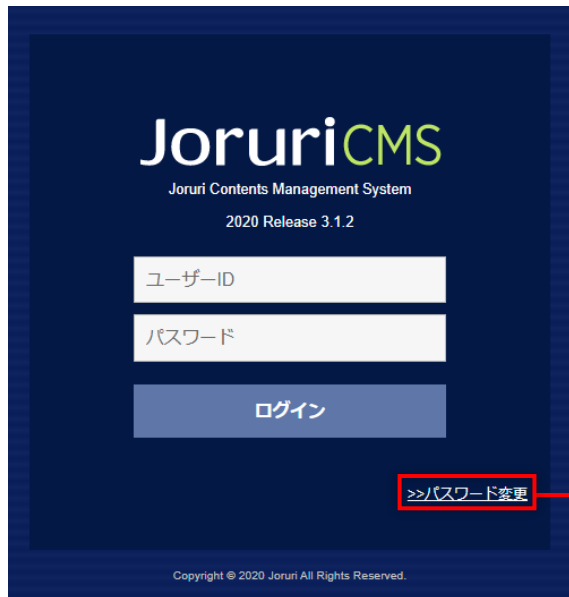 JoruriCMS
Joruri Contents Management System
2020 Release 3.1.2
ユーザーID
パスワード
ログイン
>>パスワード変更
Copyright © 2020 Joruri All Rights Reserved.